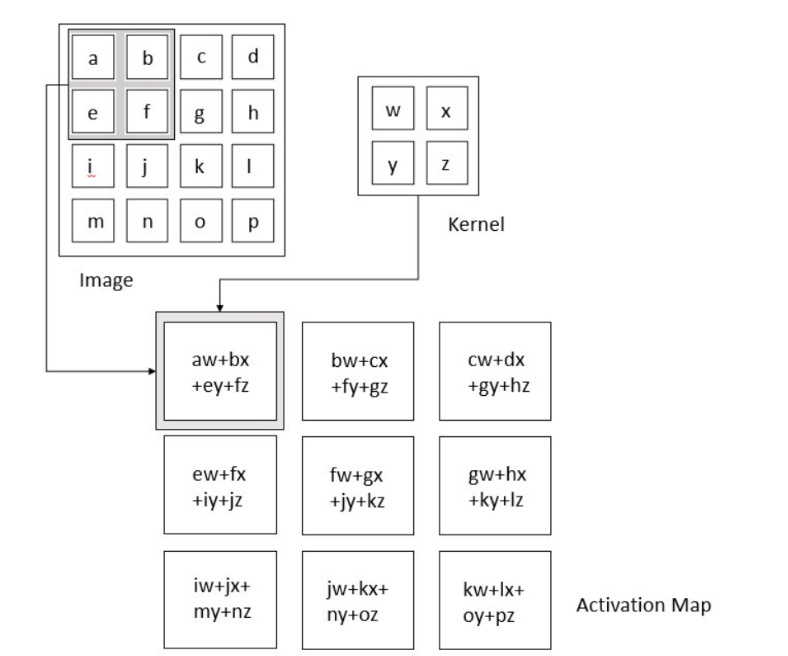 a b c d
e f g h
i j k l
m n o p
Image
w x
y z
Kernel
aw+bx
+ey+fz
bw+cx
+fy+gz
cw+dx
+gy+hz
ew+fx
+iy+jz
fw+gx
+jy+kz
gw+hx
+ky+lz
iw+jx+
my+nz
jw+kx+
ny+oz
kw+lx+
oy+pz
Activation Map